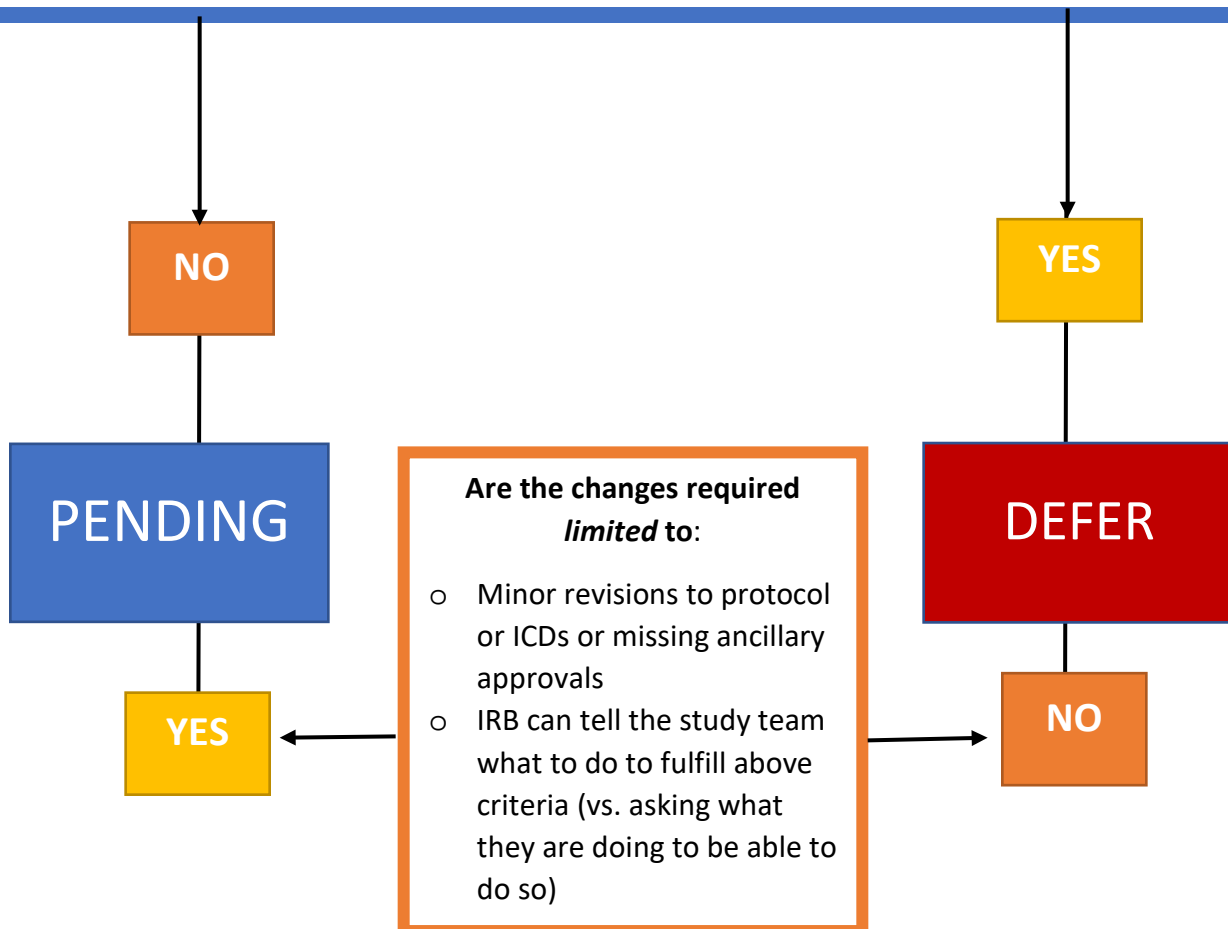 NO
YES
PENDING
DEFER
Are the changes required
limited to:
o Minor revisions to protocol
or ICDs or missing ancillary
approvals
o IRB can tell the study team
what to do to fulfill above
criteria (vs. asking what
they are doing to be able to
do so)
YES
NO